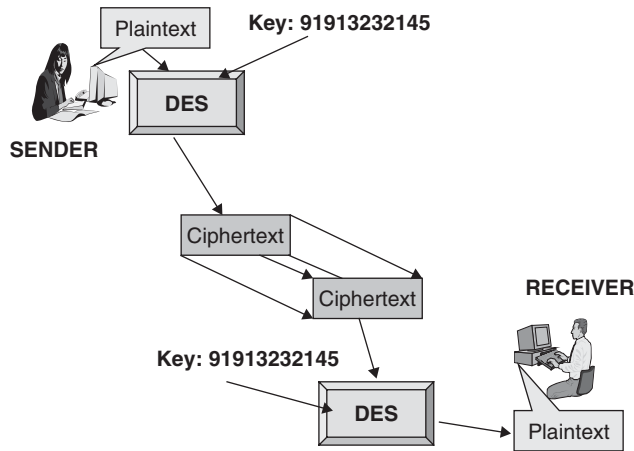 Plaintext
Key: 91913232145
DES
SENDER
Ciphertext
Ciphertext
RECEIVER
Key: 91913232145
DES
Plaintext